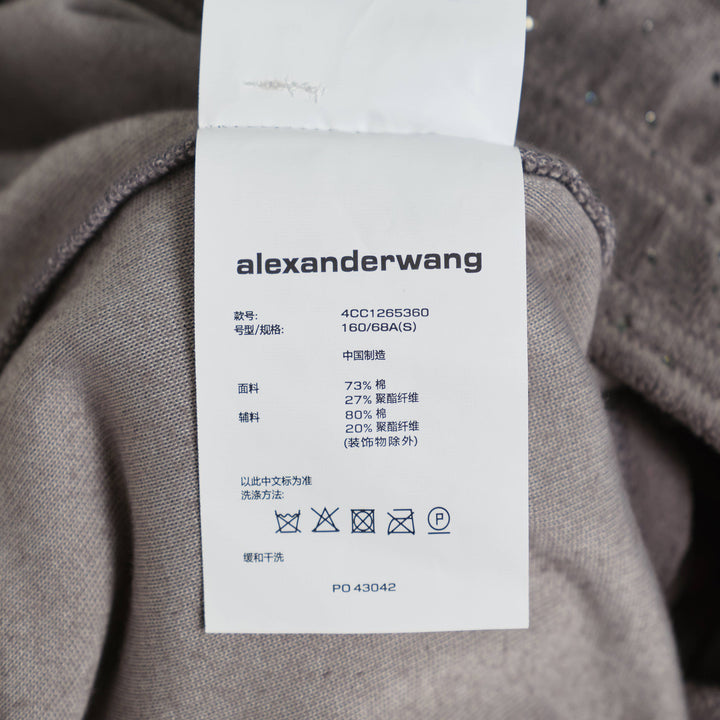 alexanderwang
款号: 4CC1265360
号型/规格: 160/68A(S)
中国制造
面料 73% 棉
27% 聚酯纤维
辅料 80% 棉
20% 聚酯纤维
(装饰物除外)
以此中文标为准
洗涤方法:
P
缓和干洗
PO 43042